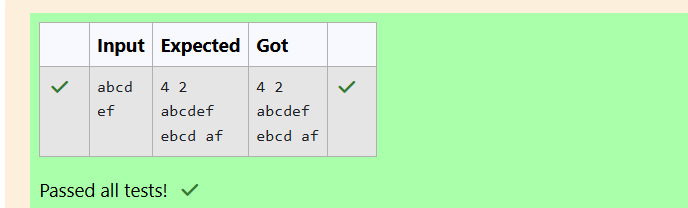 Input Expected Got
abcd 4 2 4 2
ef abcdef abcdef
ebcd af ebcd af
Passed all tests!